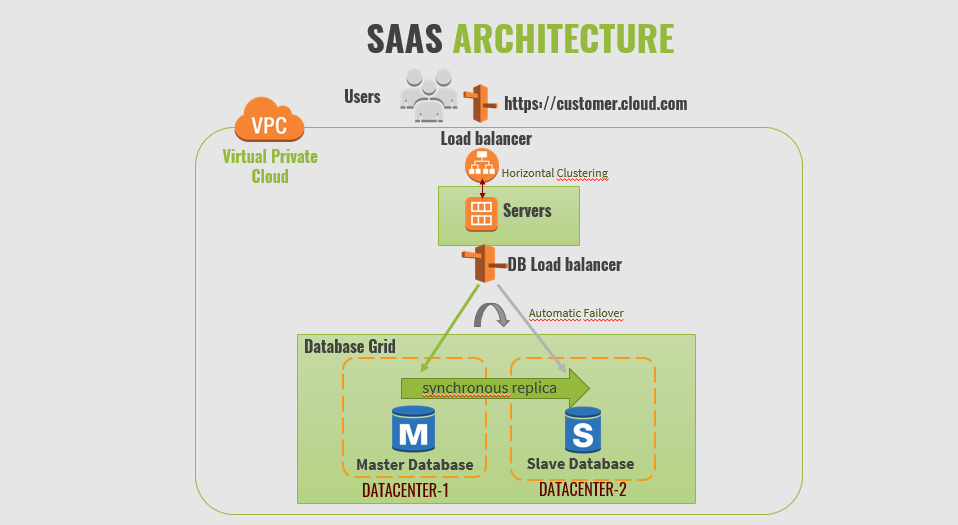 SAAS ARCHITECTURE
Users
https://customer.cloud.com
VPC
Virtual Private
Cloud
Load balancer
Horizontal Clustering
Servers
DB Load balancer
Automatic Failover
Database Grid
synchronous replica
M
S
Master Database
Slave Database
DATACENTER-1
DATACENTER-2